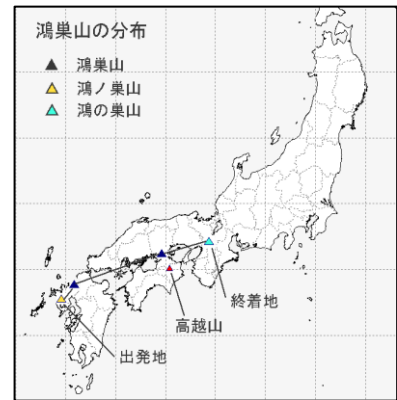 鴻巣山の分布
▲ 鴻巣山
▲ 鴻ノ巣山
▲ 鴻の巣山
終着地
高越山
出発地